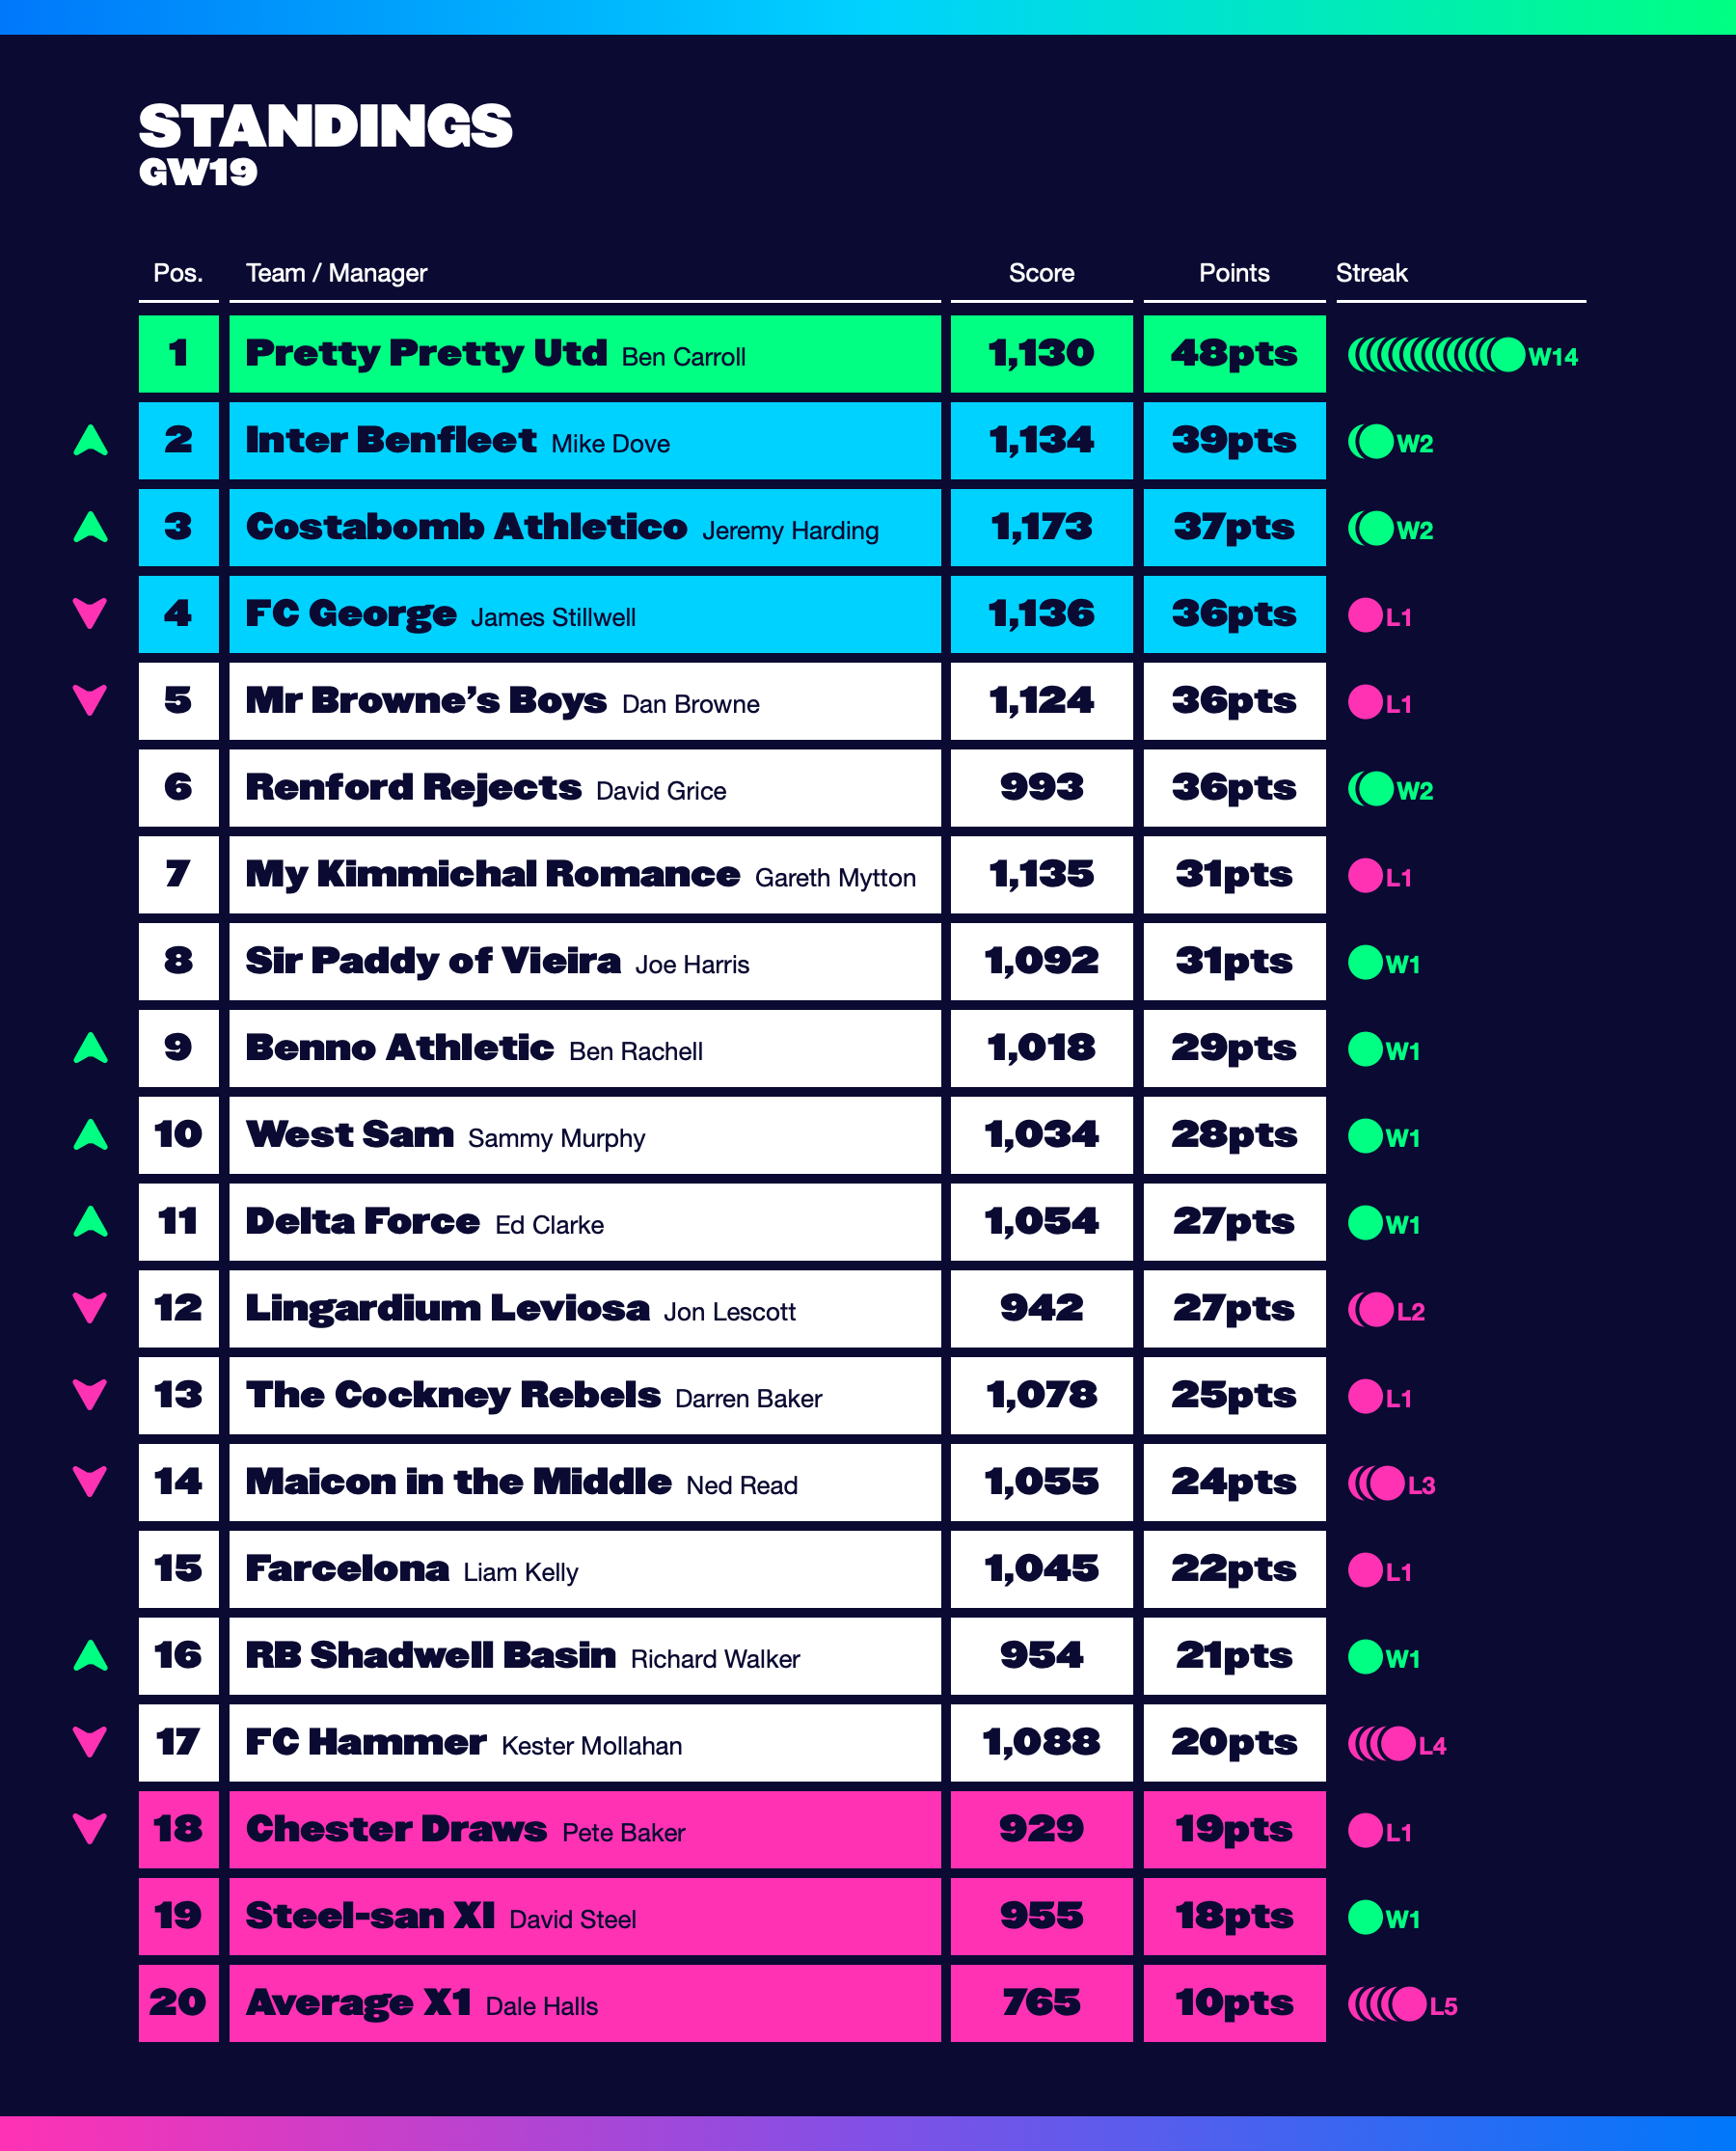 STANDINGS
GW19
Pos. Team / Manager Score Points Streak
1 Pretty Pretty Utd Ben Carroll 1,130 48pts W14
2 Inter Benfleet Mike Dove 1,134 39pts W2
3 Costabomb Athletico Jeremy Harding 1,173 37pts W2
4 FC George James Stillwell 1,136 36pts L1
5 Mr Browne’s Boys Dan Browne 1,124 36pts L1
6 Renford Rejects David Grice 993 36pts W2
7 My Kimmichal Romance Gareth Mytton 1,135 31pts L1
8 Sir Paddy of Vieira Joe Harris 1,092 31pts W1
9 Benno Athletic Ben Rachell 1,018 29pts W1
10 West Sam Sammy Murphy 1,034 28pts W1
11 Delta Force Ed Clarke 1,054 27pts W1
12 Lingardium Leviosa Jon Lescott 942 27pts L2
13 The Cockney Rebels Darren Baker 1,078 25pts L1
14 Maicon in the Middle Ned Read 1,055 24pts L3
15 Farcelona Liam Kelly 1,045 22pts L1
16 RB Shadwell Basin Richard Walker 954 21pts W1
17 FC Hammer Kester Mollahan 1,088 20pts L4
18 Chester Draws Pete Baker 929 19pts L1
19 Steel-san XI David Steel 955 18pts W1
20 Average X1 Dale Halls 765 10pts L5